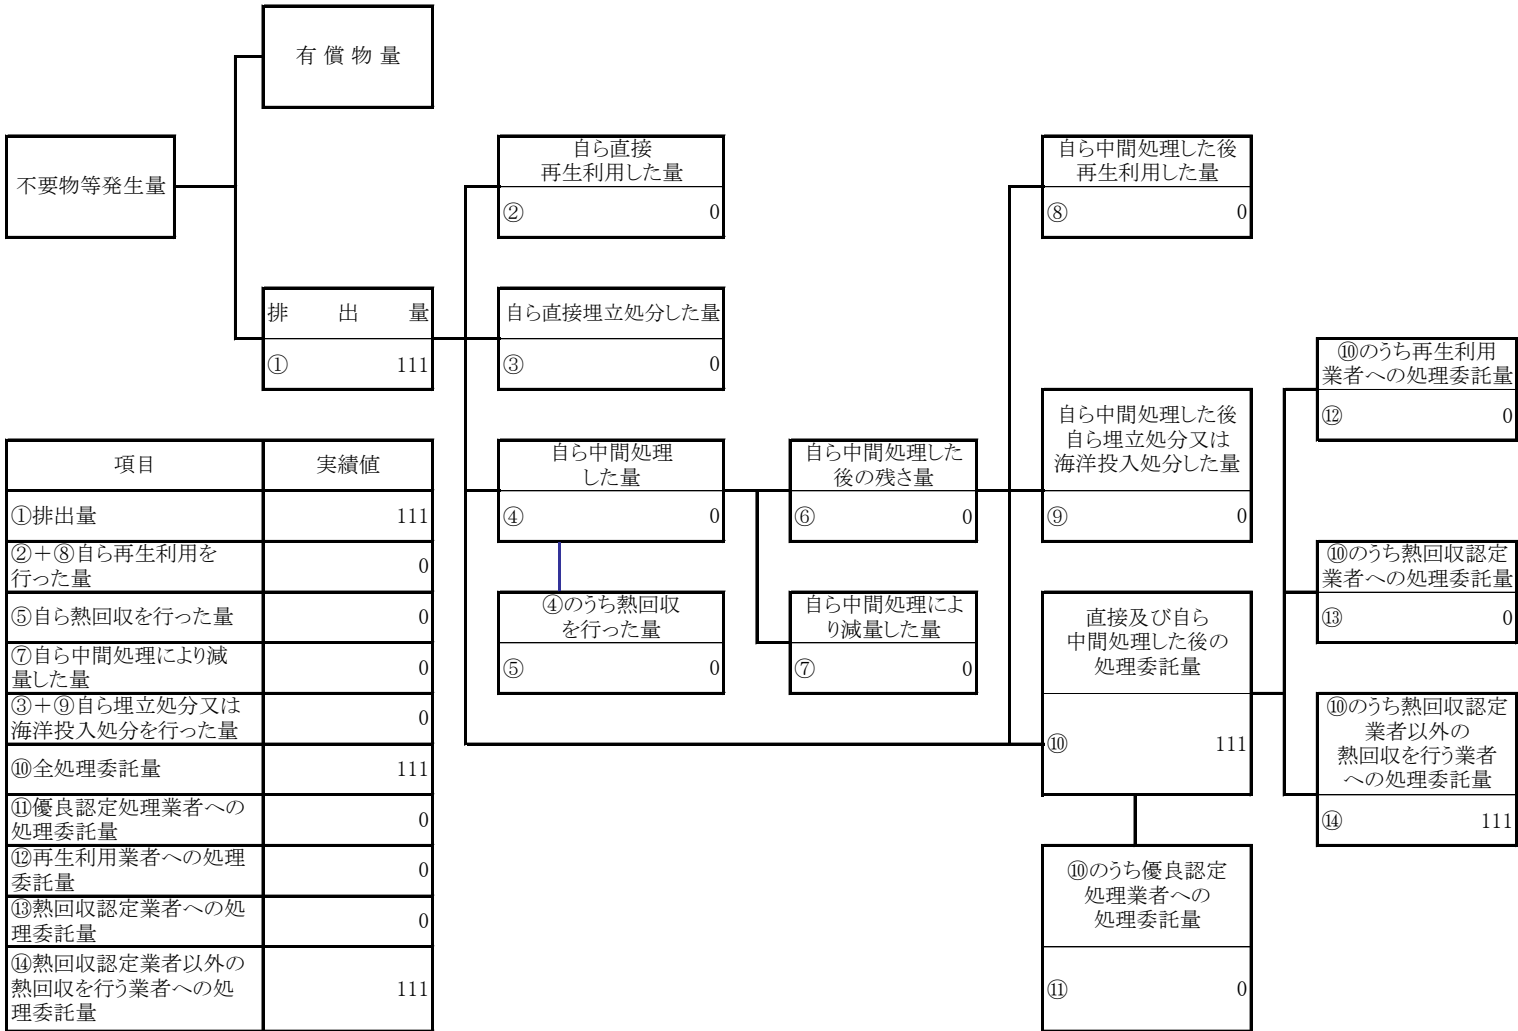 有 償 物 量
不要物等発生量
自ら直接
再生利用した量
② 0
自ら中間処理した後
再生利用した量
⑧ 0
排 出 量
① 111
自ら直接埋立処分した量
③ 0
⑩のうち再生利用
業者への処理委託量
⑫ 0
自ら中間処理
した量
④ 0
自ら中間処理した
後の残さ量
⑥ 0
自ら中間処理した後
自ら埋立処分又は
海洋投入処分した量
⑨ 0
⑩のうち熱回収認定
業者への処理委託量
⑬ 0
④のうち熱回収
を行った量
⑤ 0
自ら中間処理によ
り減量した量
⑦ 0
直接及び自ら
中間処理した後の
処理委託量
⑩ 111
⑩のうち熱回収認定
業者以外の
熱回収を行う業者
への処理委託量
⑭ 111
⑩のうち優良認定
処理業者への
処理委託量
⑪ 0
項目 実績値
①排出量 111
②+⑧自ら再生利用を
行った量 0
⑤自ら熱回収を行った量 0
⑦自ら中間処理により減
量した量 0
③+⑨自ら埋立処分又は
海洋投入処分を行った量 0
⑩全処理委託量 111
⑪優良認定処理業者への
処理委託量 0
⑫再生利用業者への処理
委託量 0
⑬熱回収認定業者への処
理委託量 0
⑭熱回収認定業者以外の
熱回収を行う業者への処
理委託量 111